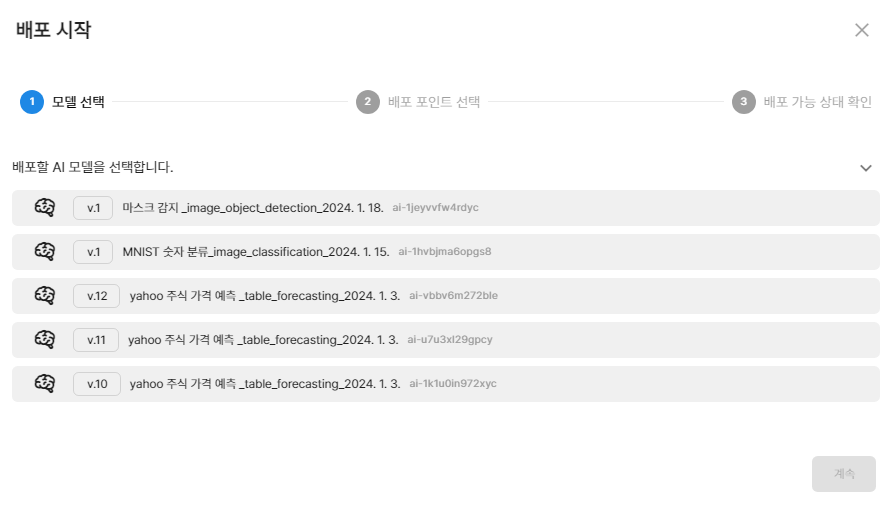 배포 시작
1 모델 선택 2 배포 포인트 선택 3 배포 가능 상태 확인
배포할 AI 모델을 선택합니다.
v.1 마스크 감지 _image_object_detection_2024. 1. 18. ai-1jeyvvfw4rdyc
v.1 MNIST 숫자 분류_image_classification_2024. 1. 15. ai-1hvbjma6opgs8
v.12 yahoo 주식 가격 예측 _table_forecasting_2024. 1. 3. ai-vbbv6m272ble
v.11 yahoo 주식 가격 예측 _table_forecasting_2024. 1. 3. ai-u7u3xl29gpcy
v.10 yahoo 주식 가격 예측 _table_forecasting_2024. 1. 3. ai-1k1u0in972xyc
계속